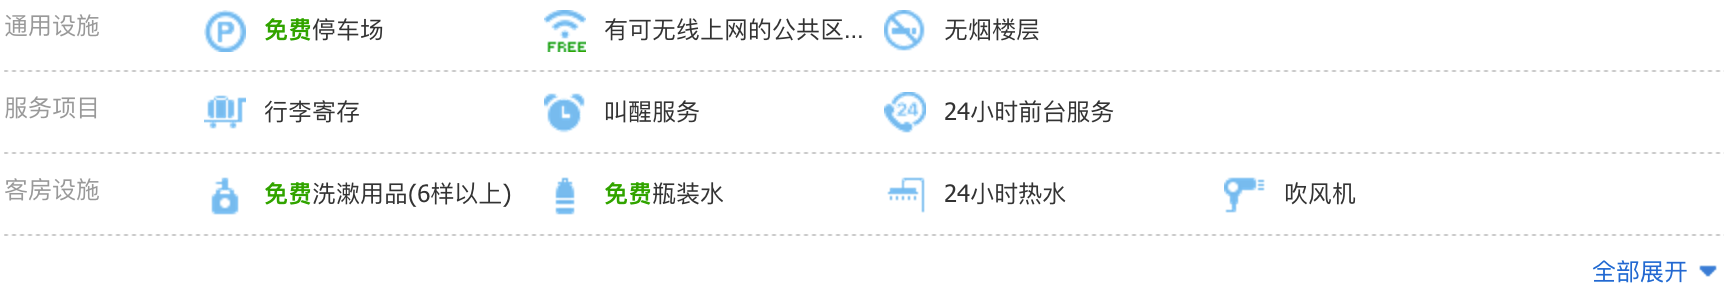 通用设施 免费停车场 FREE 有可无线上网的公共区... 无烟楼层
服务项目 行李寄存 叫醒服务 24 24小时前台服务
客房设施 免费洗漱用品(6样以上) 免费瓶装水 24小时热水 吹风机
全部展开